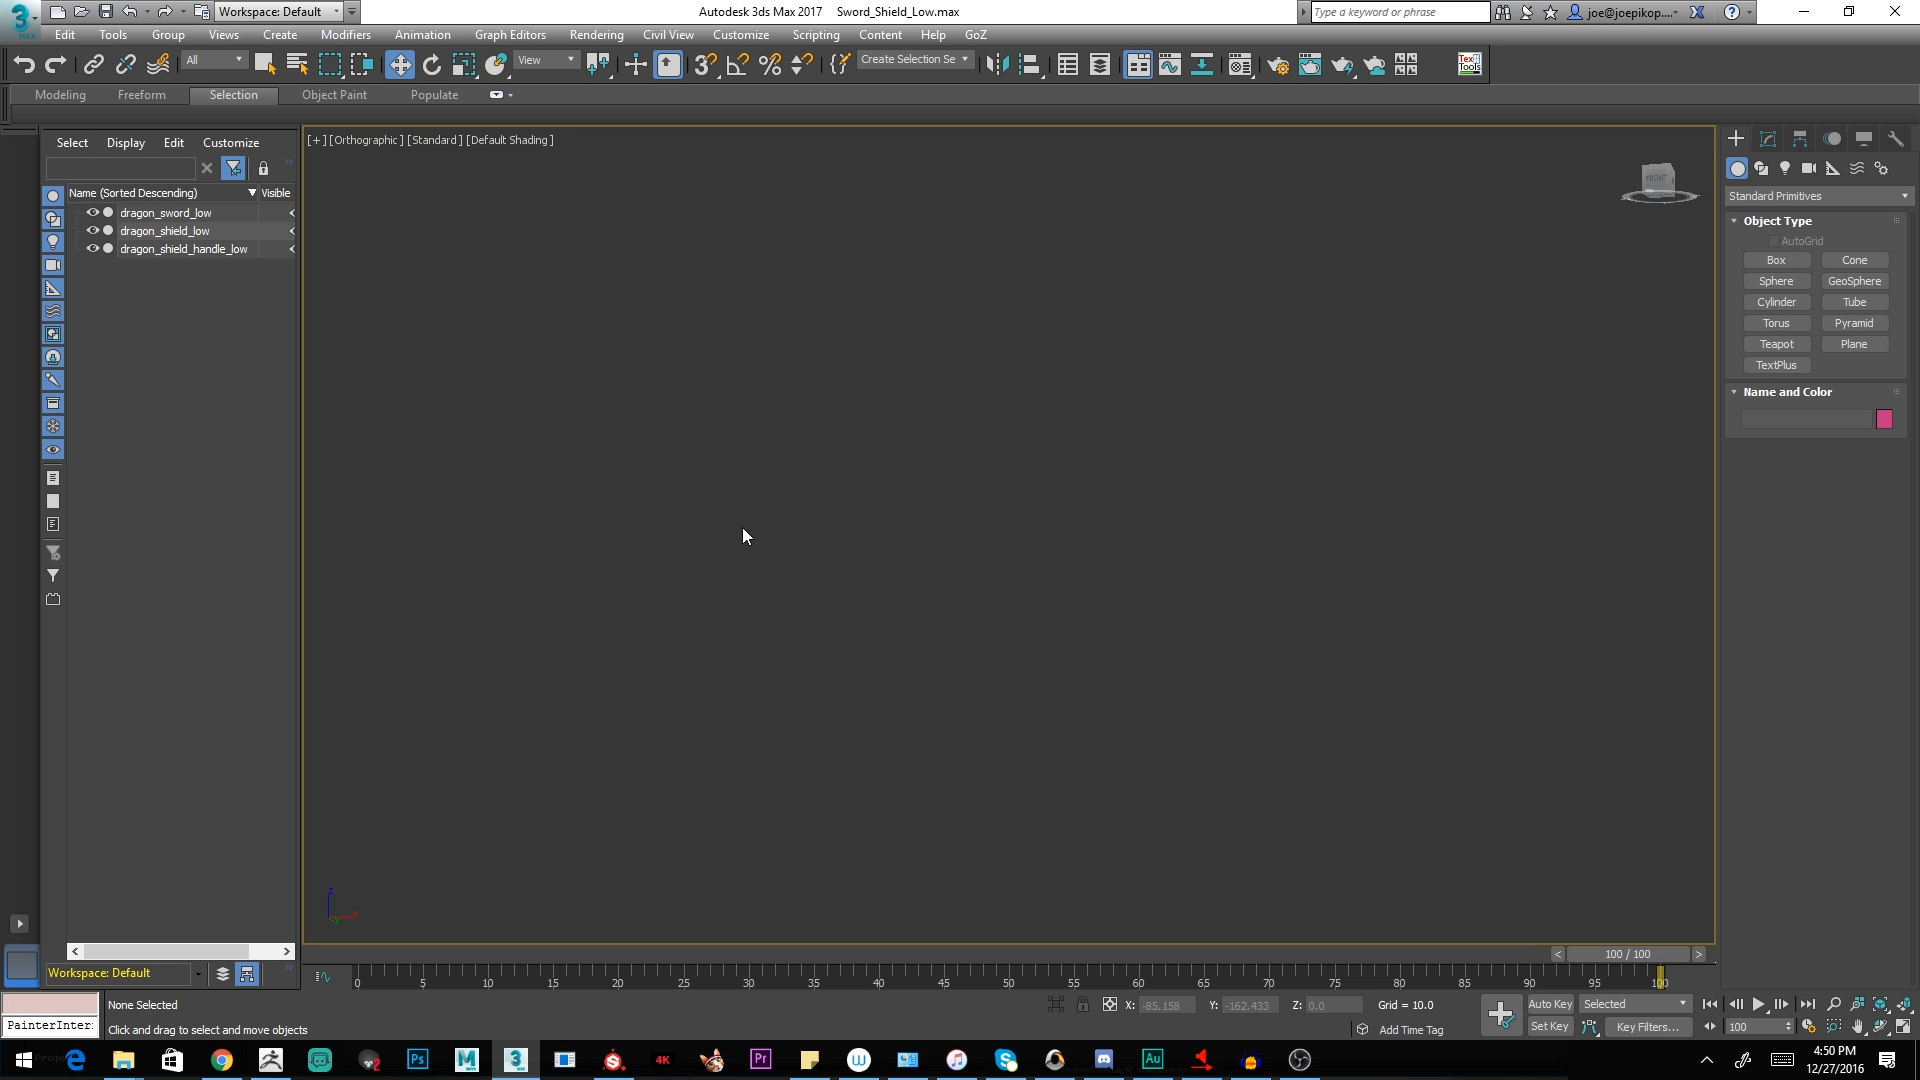 Workspace: Default
Autodesk 3ds Max 2017 Sword_Shield_Low.max
Type a keyword or phrase
joe@joepikop....
MAX
Edit Tools Group Views Create Modifiers Animation Graph Editors Rendering Civil View Customize Scripting Content Help GoZ
All
View
Create Selection Se
Tex
Tools
Modeling Freeform Selection Object Paint Populate
Select Display Edit Customize
[+] [Orthographic] [Standard] [Default Shading]
FRONT
Name (Sorted Descending) Visible
dragon_sword_low
dragon_shield_low
dragon_shield_handle_low
Standard Primitives
Object Type
AutoGrid
Box Cone
Sphere GeoSphere
Cylinder Tube
Torus Pyramid
Teapot Plane
TextPlus
Name and Color
z
x
y
100 / 100
Workspace: Default
0 5 10 15 20 25 30 35 40 45 50 55 60 65 70 75 80 85 90 95 100
None Selected
X: -85.158 Y: -162.433 Z: 0.0 Grid = 10.0
Auto Key Selected
PainterInter:
Click and drag to select and move objects
Add Time Tag
Set Key Key Filters...
100
4:50 PM
12/27/2016